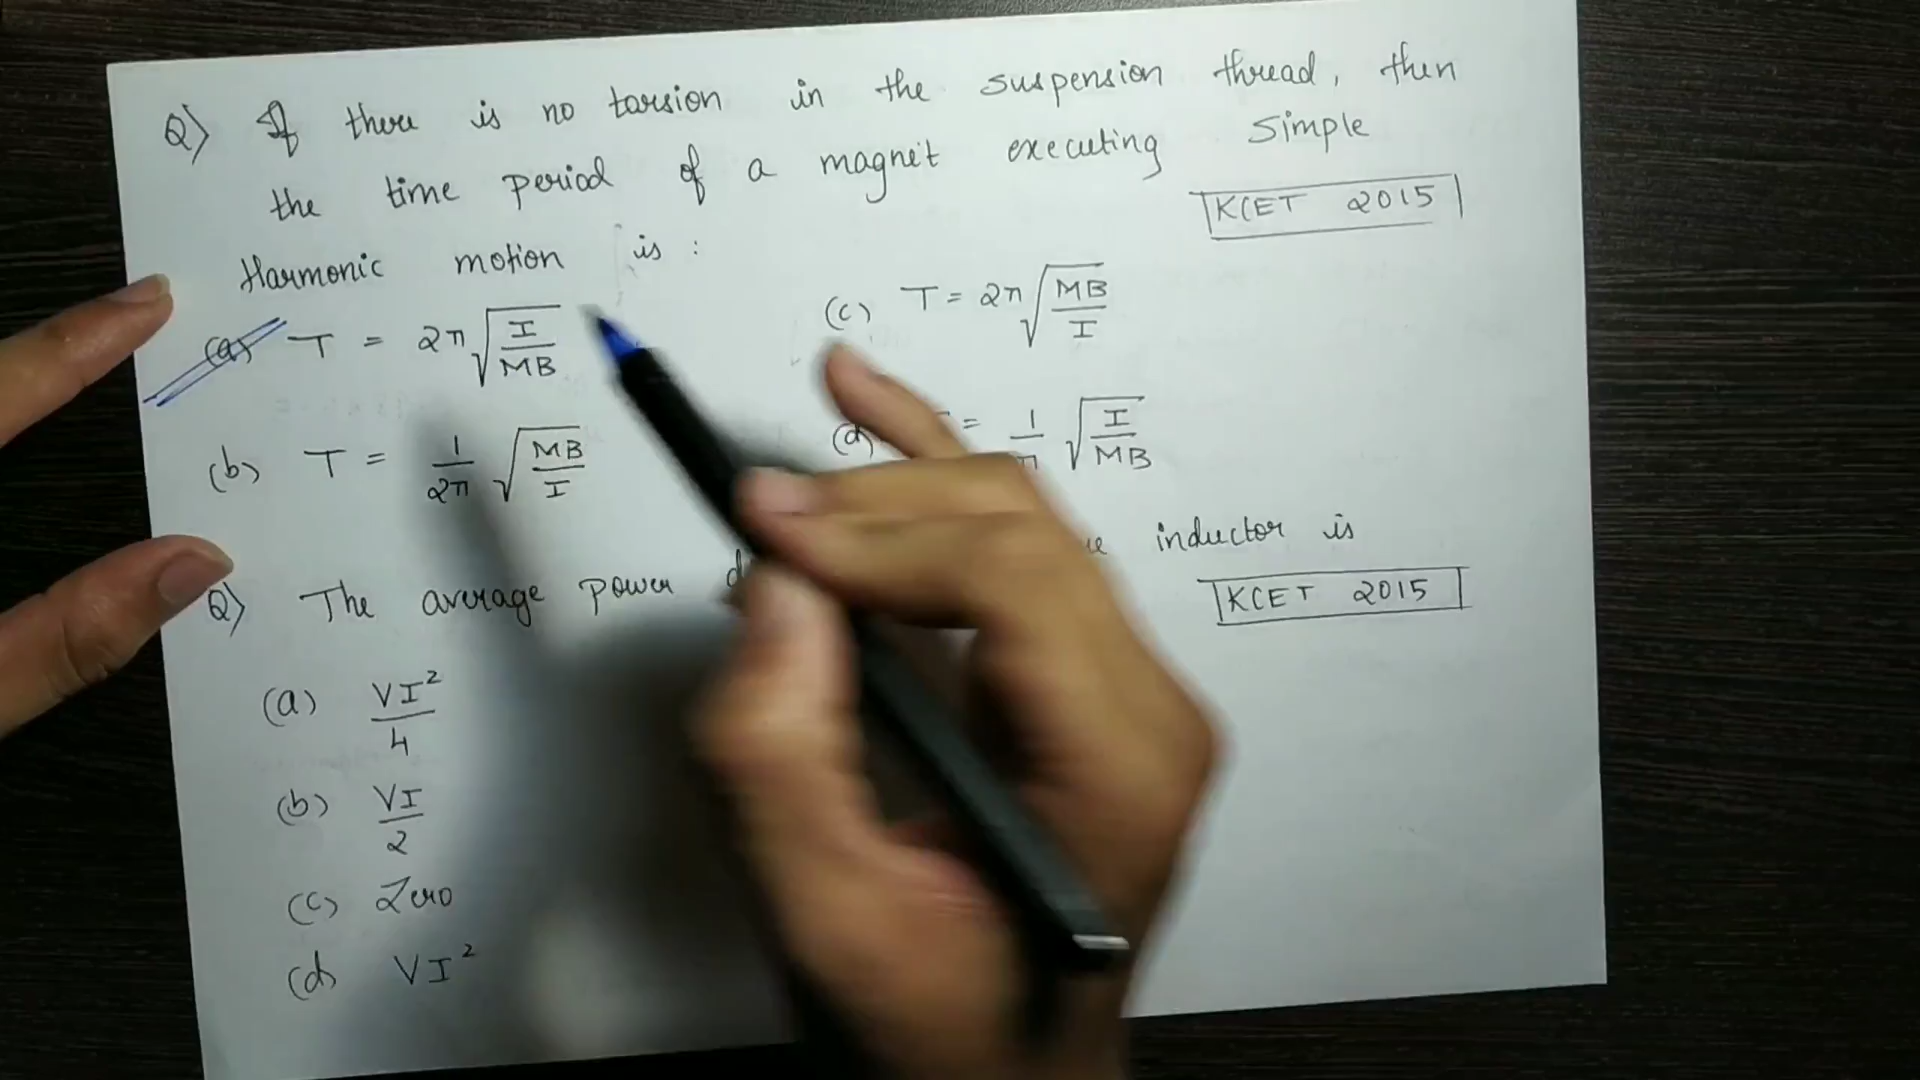 Q) If there is no torsion in the suspension thread, then
the time period of a magnet executing Simple
Harmonic motion is :
KCET 2015
(a) T = 2π √(I/MB)
(c) T = 2π √(MB/I)
(b) T = 1/2π √(MB/I)
(d) = 1/π √(I/MB)
Q) The average power inductor is
KCET 2015
(a) VI²/4
(b) VI/2
(c) Zero
(d) VI²